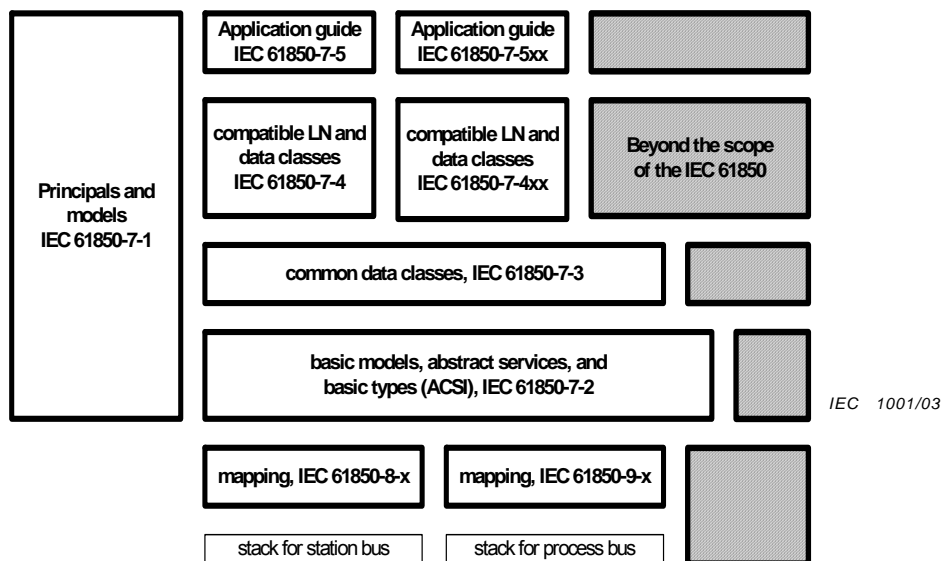 Principals and
models
IEC 61850-7-1
Application guide
IEC 61850-7-5
Application guide
IEC 61850-7-5xx
compatible LN and
data classes
IEC 61850-7-4
compatible LN and
data classes
IEC 61850-7-4xx
Beyond the scope
of the IEC 61850
common data classes, IEC 61850-7-3
basic models, abstract services, and
basic types (ACSI), IEC 61850-7-2
IEC 1001/03
mapping, IEC 61850-8-x
mapping, IEC 61850-9-x
stack for station bus
stack for process bus